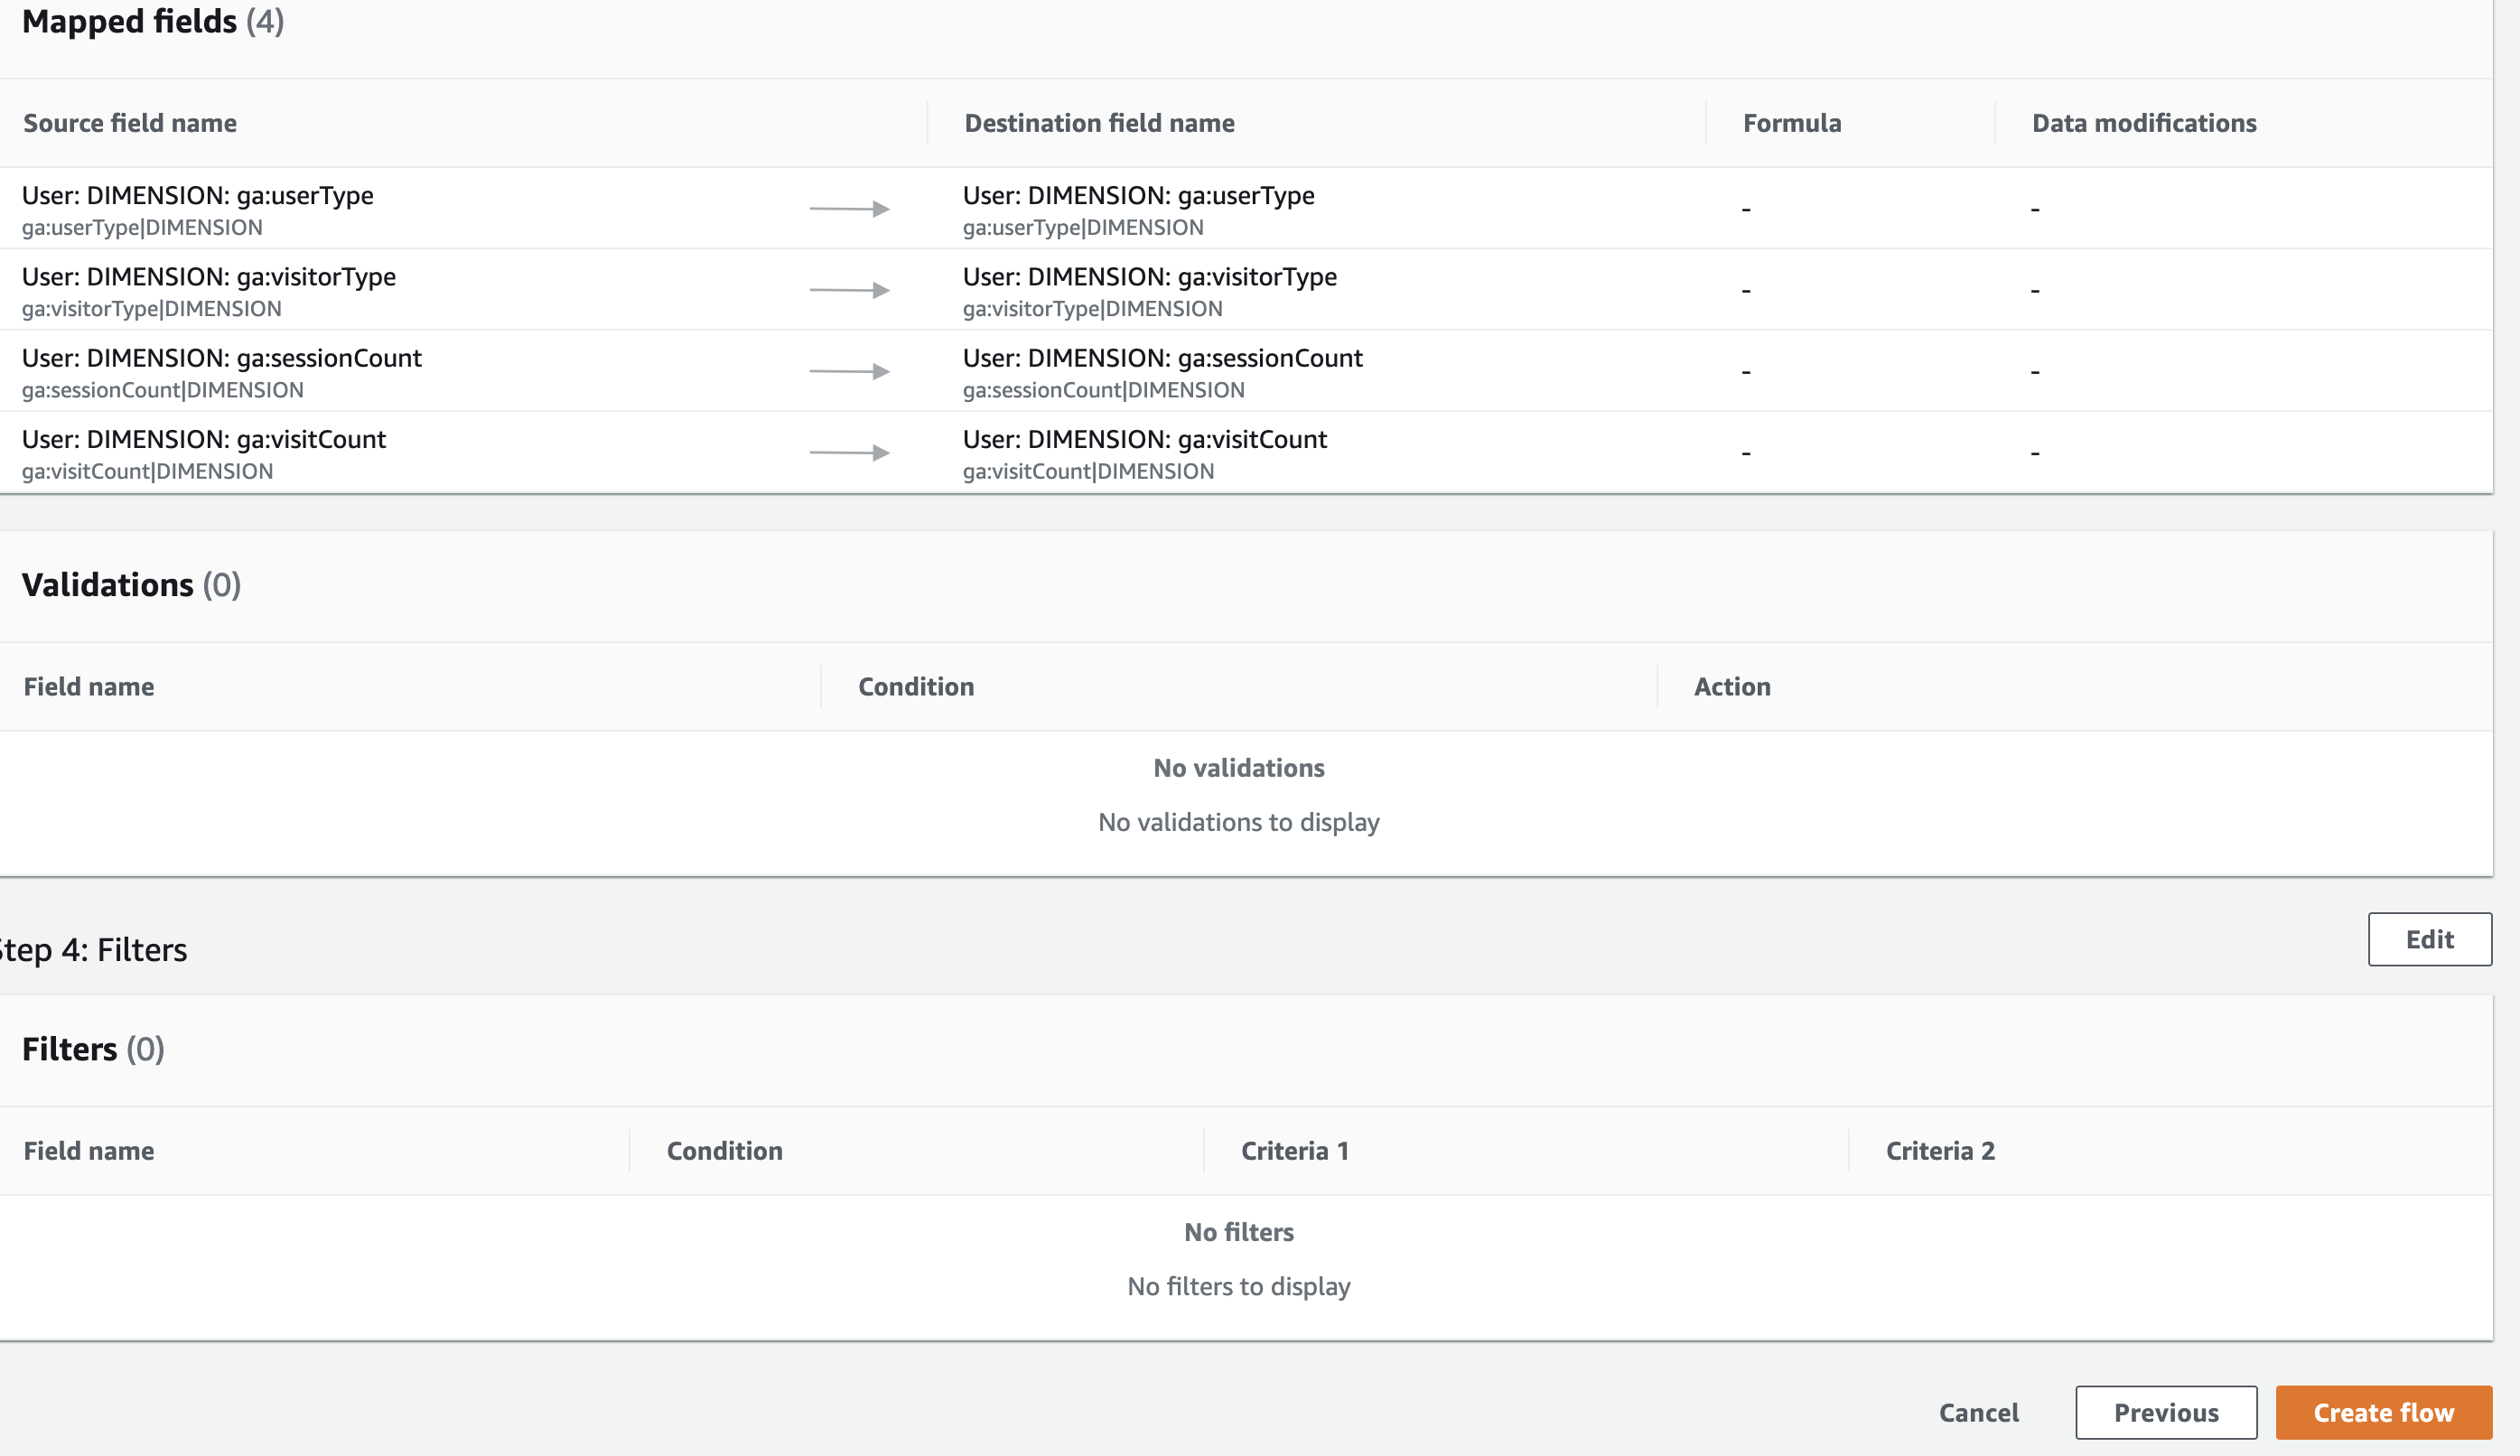 Mapped fields (4)
Source field name Destination field name Formula Data modifications
User: DIMENSION: ga:userType User: DIMENSION: ga:userType - -
ga:userType|DIMENSION ga:userType|DIMENSION
User: DIMENSION: ga:visitorType User: DIMENSION: ga:visitorType - -
ga:visitorType|DIMENSION ga:visitorType|DIMENSION
User: DIMENSION: ga:sessionCount User: DIMENSION: ga:sessionCount - -
ga:sessionCount|DIMENSION ga:sessionCount|DIMENSION
User: DIMENSION: ga:visitCount User: DIMENSION: ga:visitCount - -
ga:visitCount|DIMENSION ga:visitCount|DIMENSION
Validations (0)
Field name Condition Action
No validations
No validations to display
Step 4: Filters Edit
Filters (0)
Field name Condition Criteria 1 Criteria 2
No filters
No filters to display
Cancel Previous Create flow